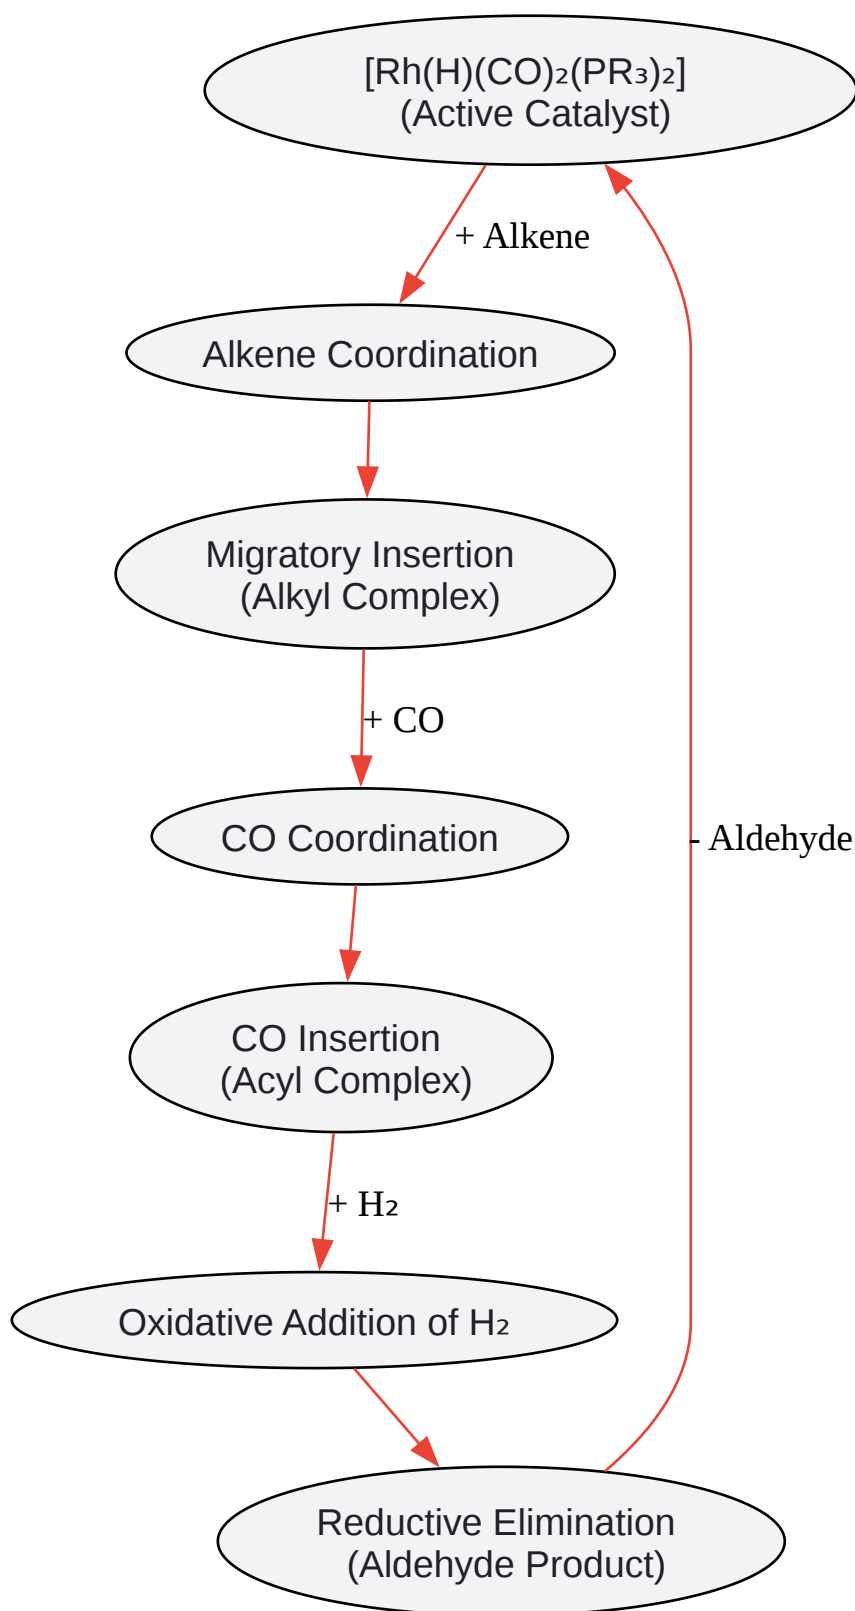 [Rh(H)(CO)₂(PR₃)₂]
(Active Catalyst)
+ Alkene
Alkene Coordination
Migratory Insertion
(Alkyl Complex)
+ CO
CO Coordination
- Aldehyde
CO Insertion
(Acyl Complex)
+ H₂
Oxidative Addition of H₂
Reductive Elimination
(Aldehyde Product)